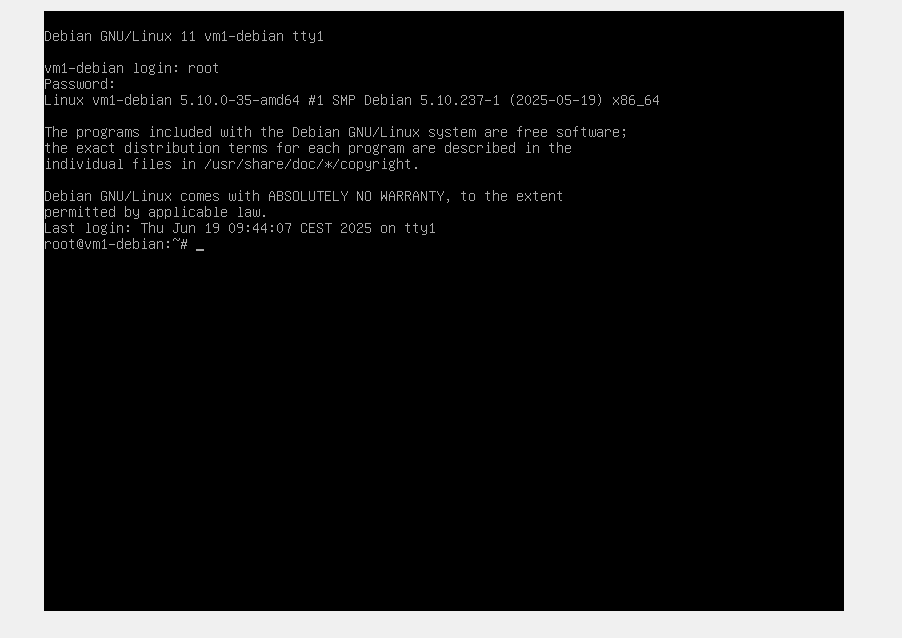 Debian GNU/Linux 11 vm1-debian tty1
vm1-debian login: root
Password:
Linux vm1-debian 5.10.0-35-amd64 #1 SMP Debian 5.10.237-1 (2025-05-19) x86_64
The programs included with the Debian GNU/Linux system are free software;
the exact distribution terms for each program are described in the
individual files in /usr/share/doc/*/copyright.
Debian GNU/Linux comes with ABSOLUTELY NO WARRANTY, to the extent
permitted by applicable law.
Last login: Thu Jun 19 09:44:07 CEST 2025 on tty1
root@vm1-debian:~# _